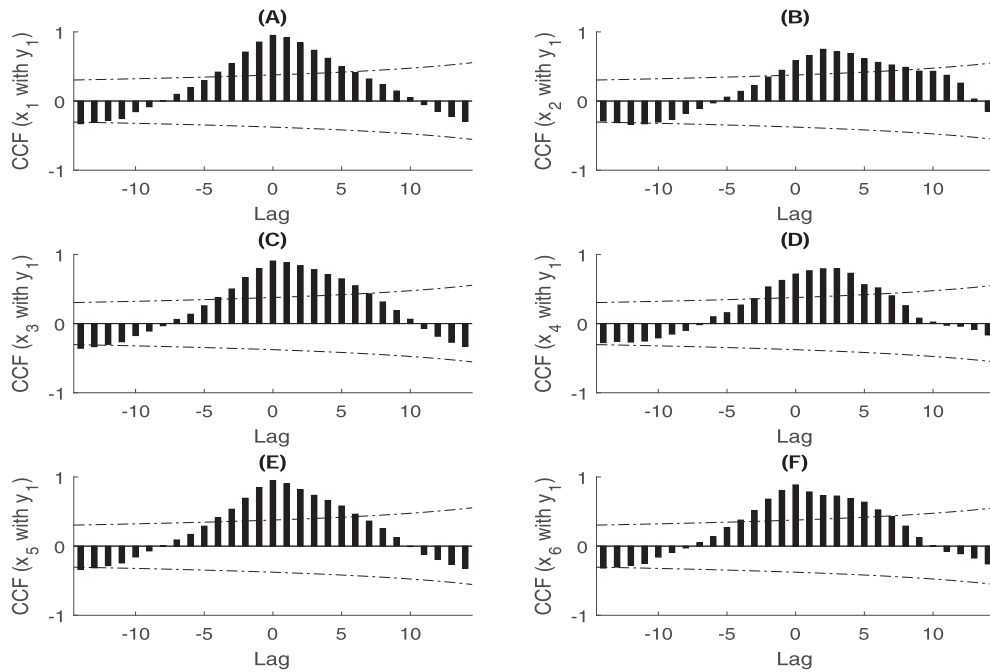 (A)
CCF (x1 with y1)
1
0
-1
-10 -5 0 5 10
Lag
(B)
CCF (x2 with y1)
1
0
-1
-10 -5 0 5 10
Lag
(C)
CCF (x3 with y1)
1
0
-1
-10 -5 0 5 10
Lag
(D)
CCF (x4 with y1)
1
0
-1
-10 -5 0 5 10
Lag
(E)
CCF (x5 with y1)
1
0
-1
-10 -5 0 5 10
Lag
(F)
CCF (x6 with y1)
1
0
-1
-10 -5 0 5 10
Lag